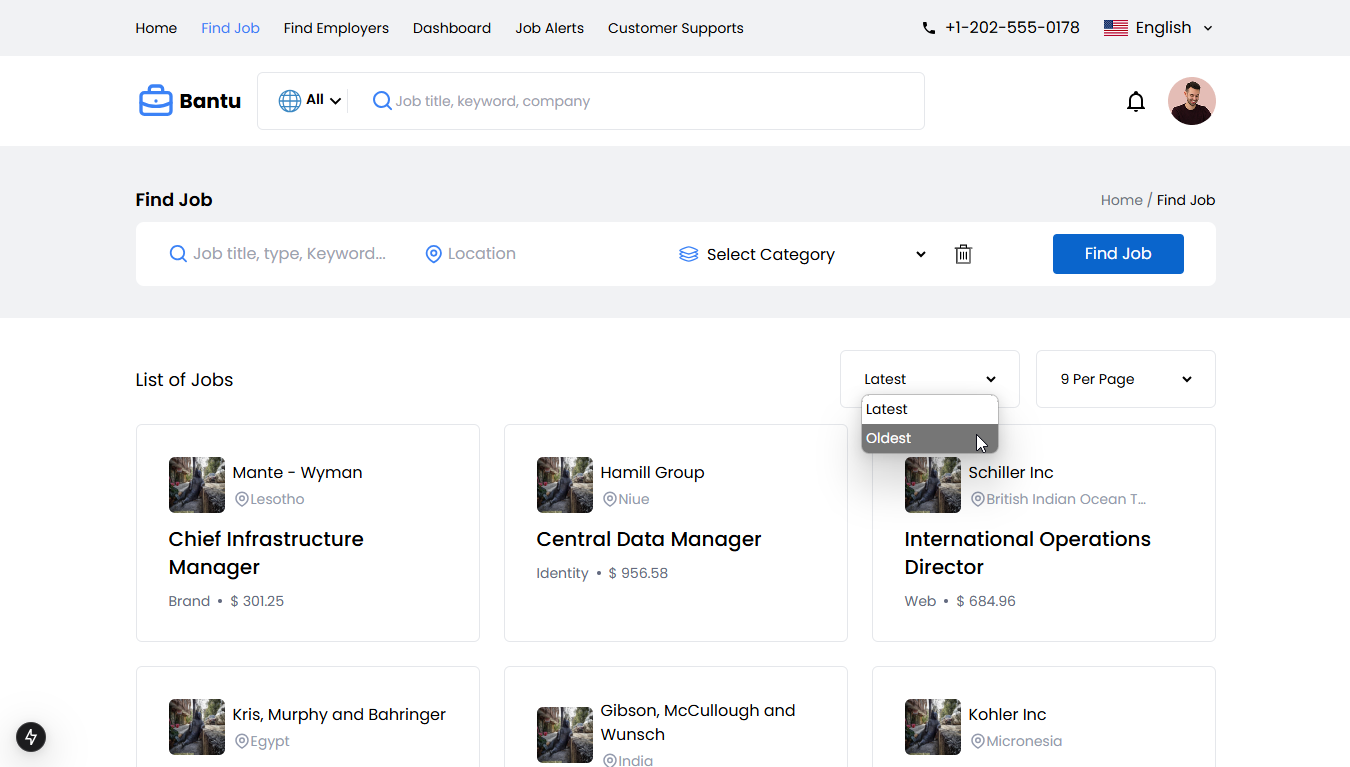 Home Find Job Find Employers Dashboard Job Alerts Customer Supports +1-202-555-0178 English
Bantu All Job title, keyword, company
Find Job Home / Find Job
Job title, type, Keyword... Location Select Category Find Job
List of Jobs Latest 9 Per Page
Latest
Oldest
Mante - Wyman
Lesotho
Chief Infrastructure
Manager
Brand • $ 301.25
Hamill Group
Niue
Central Data Manager
Identity • $ 956.58
Schiller Inc
British Indian Ocean T...
International Operations
Director
Web • $ 684.96
Kris, Murphy and Bahringer
Egypt
Gibson, McCullough and
Wunsch
India
Kohler Inc
Micronesia